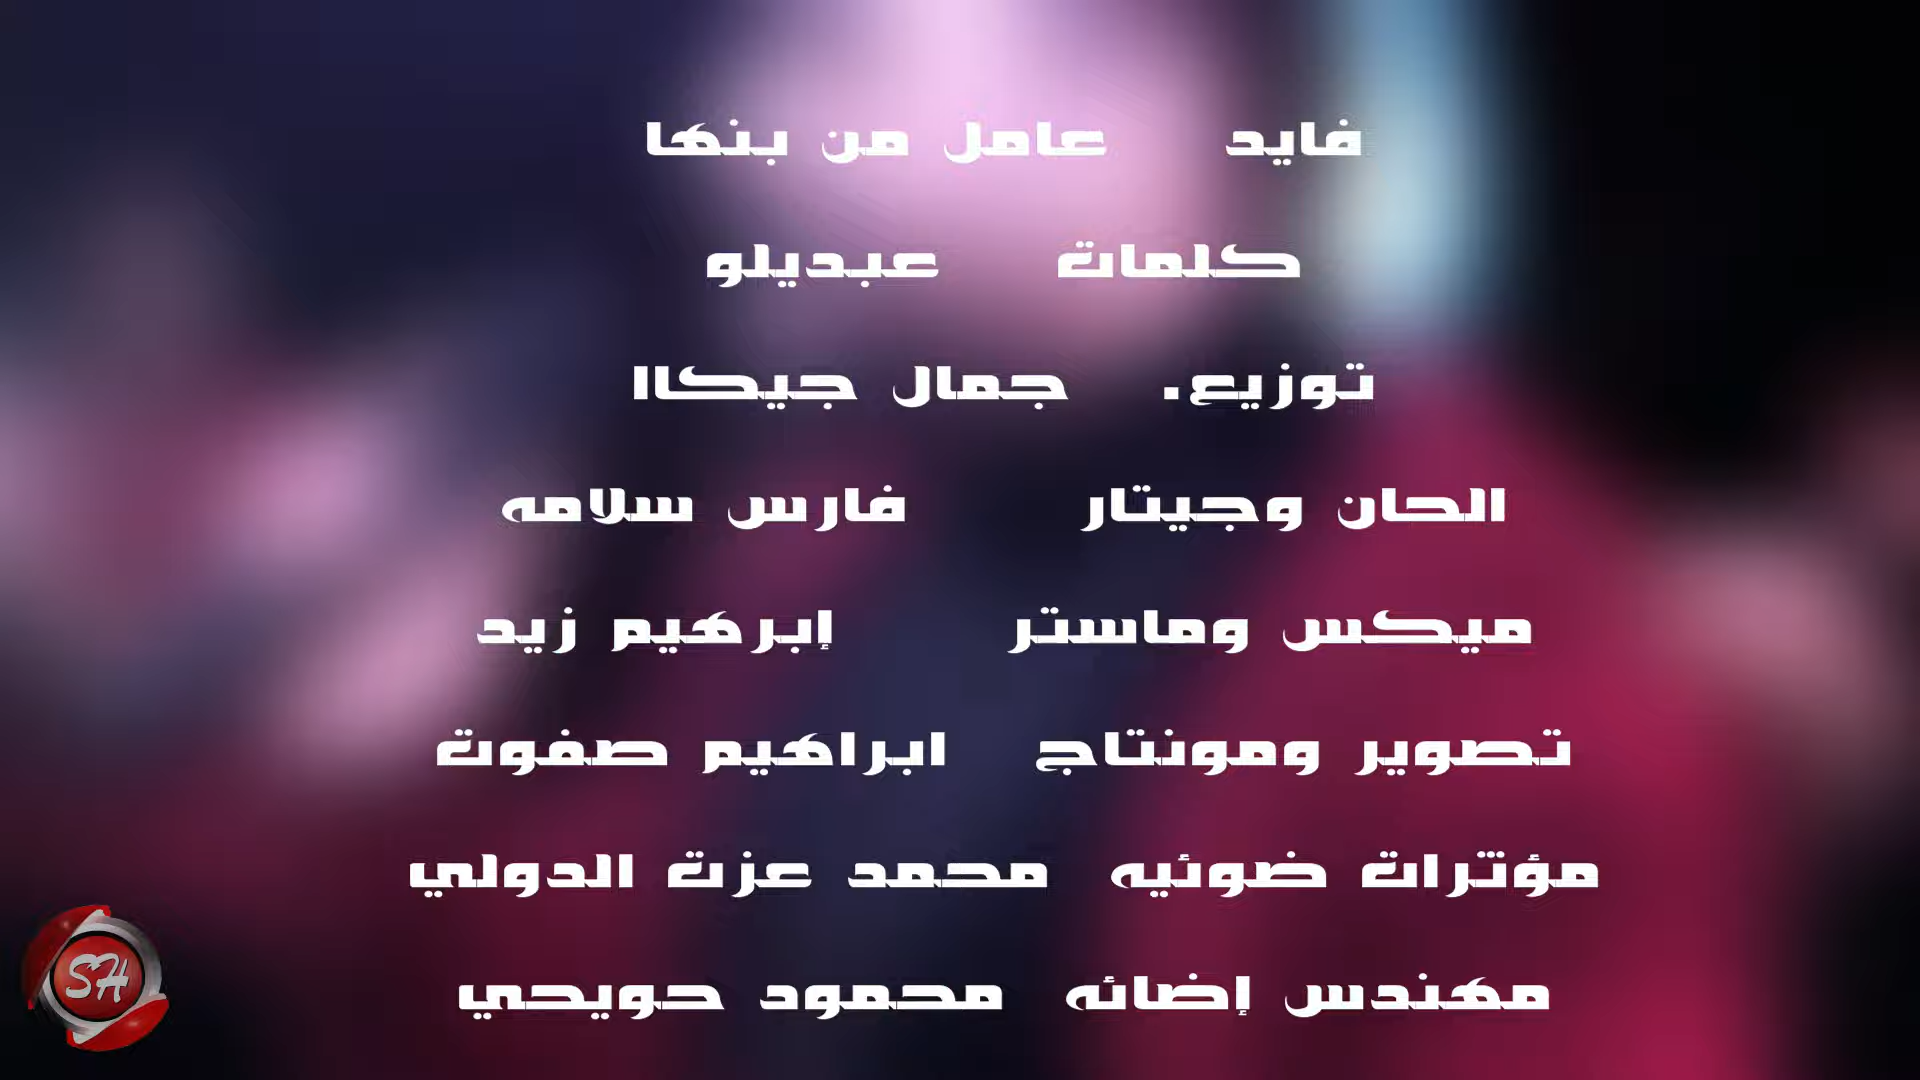 فايد عامل من بنها
كلمات عبديلو
توزيع. جمال جيكاا
الحان وجيتار فارس سلامه
ميكس وماستر إبرهيم زيد
تصوير ومونتاج ابراهيم صفوت
مؤثرات ضوئيه محمد عزت الدولي
مهندس إضائه محمود حويحي
SH